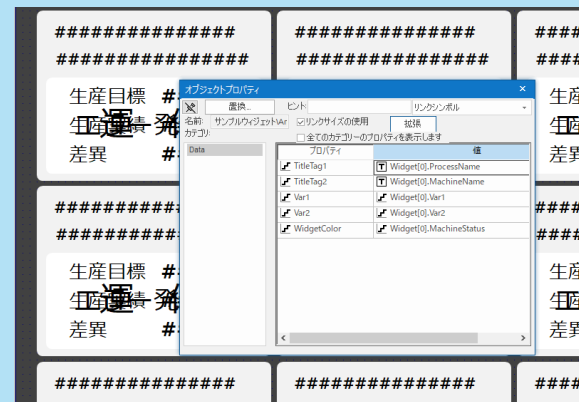 ############### ############### ####
################ ################ ####
オブジェクトプロパティ ×
置換... ヒント: リンクシンボル
名前: サンプルウィジェットVar リンクサイズの使用 拡張
カテゴリ: 全てのカテゴリーのプロパティを表示します
Data
プロパティ 値
TitleTag1 T Widget[0].ProcessName
TitleTag2 T Widget[0].MachineName
Var1 Widget[0].Var1
Var2 Widget[0].Var2
WidgetColor Widget[0].MachineStatus
生産目標 #
差異 #
生産目標 #
差異 #
############### ############### ####